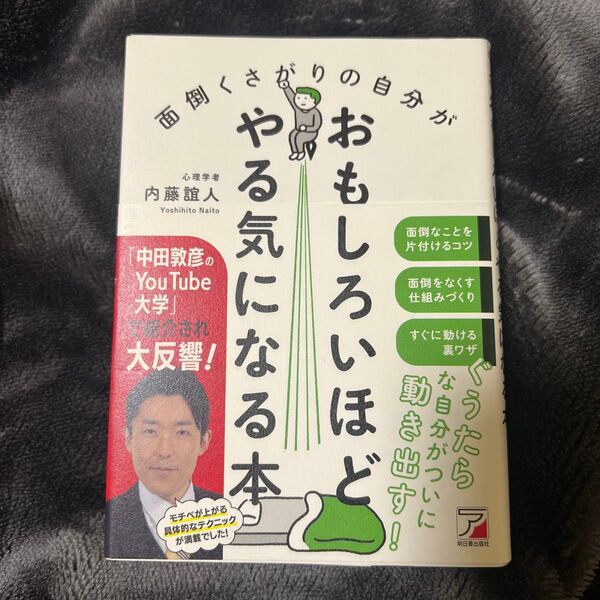 面倒くさがりの自分が
おもしろいほど
やる気になる本
心理学者
内藤誼人
Yoshihito Naito
面倒なことを
片付けるコツ
面倒をなくす
仕組みづくり
すぐに動ける
裏ワザ
ぐうたら
な自分がついに
動き出す!
「中田敦彦の
YouTube
大学」
で紹介され
大反響!
モチベが上がる
具体的なテクニック
が満載でした!
明日香出版社